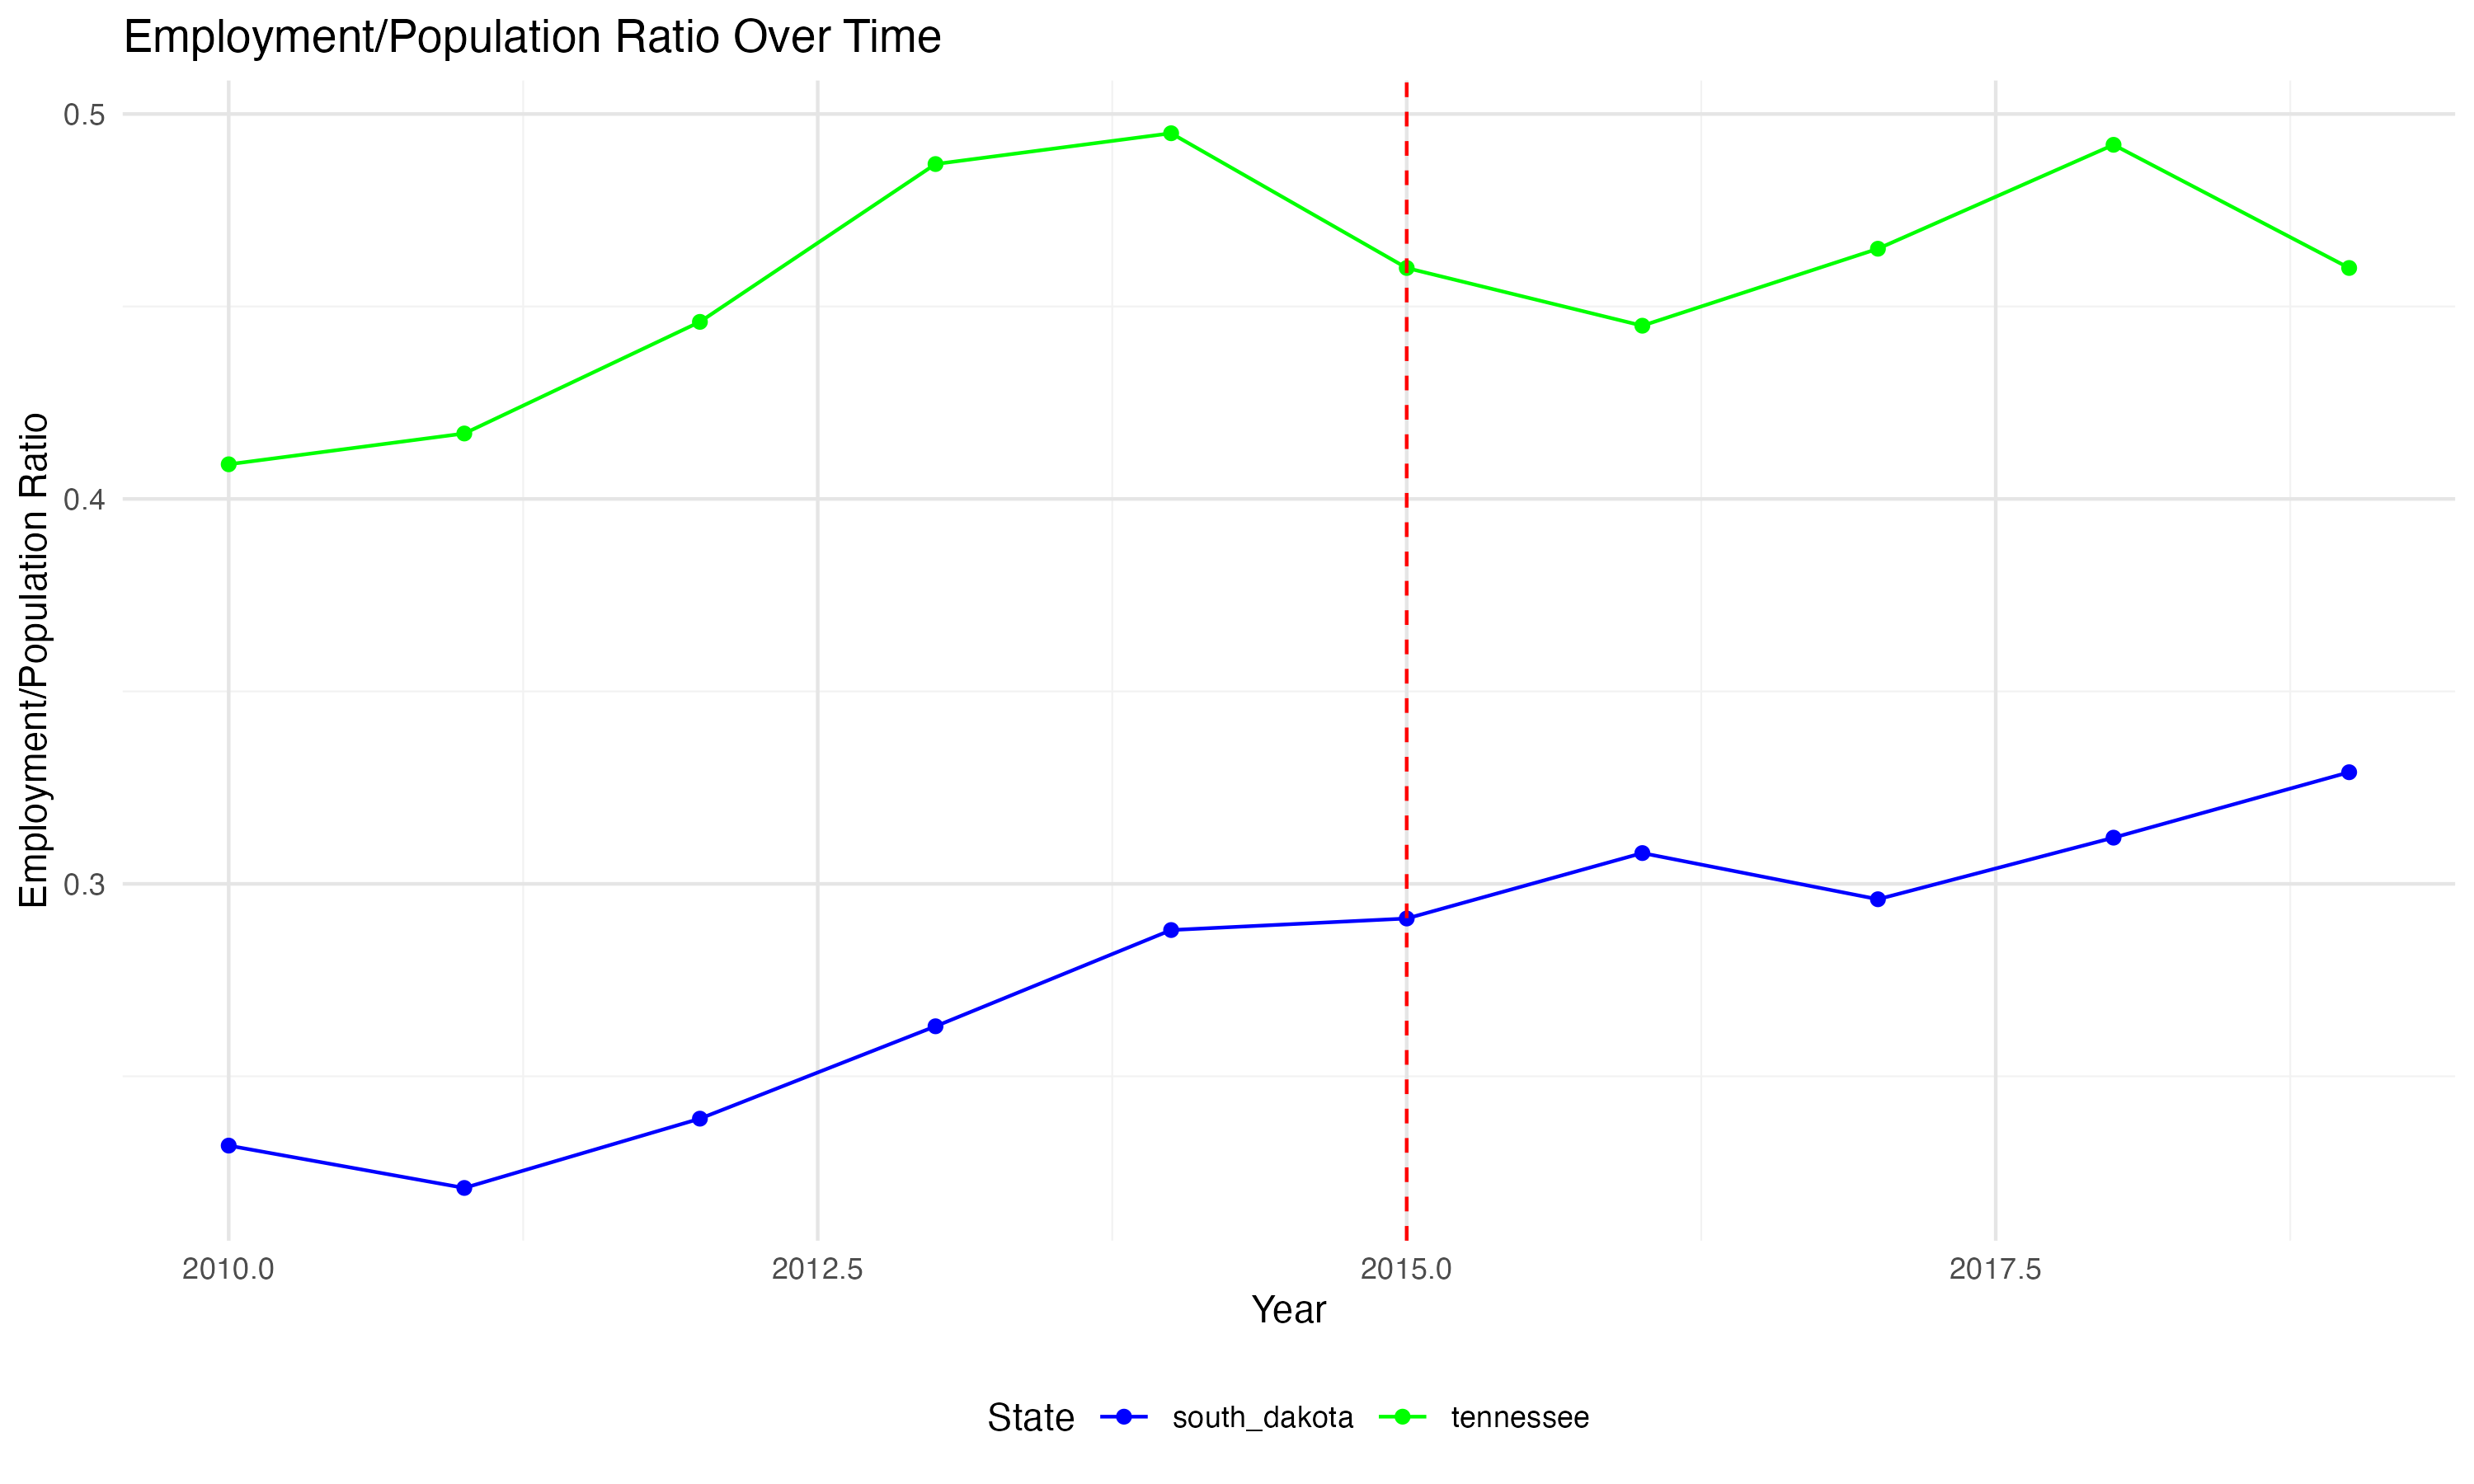 Employment/Population Ratio Over Time
Employment/Population Ratio
0.5
0.4
0.3
2010.0 2012.5 2015.0 2017.5
Year
State south_dakota tennessee